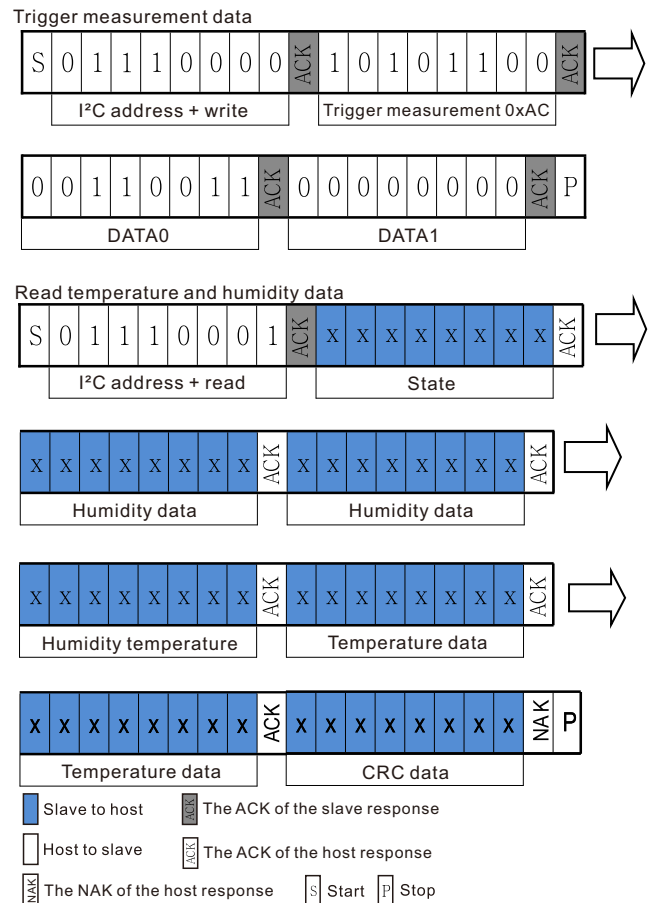 Trigger measurement data
S 0 1 1 1 0 0 0 0 ACK 1 0 1 0 1 1 0 0 ACK
I²C address + write Trigger measurement 0xAC
0 0 1 1 0 0 1 1 ACK 0 0 0 0 0 0 0 0 ACK P
DATA0 DATA1
Read temperature and humidity data
S 0 1 1 1 0 0 0 1 ACK x x x x x x x x ACK
I²C address + read State
x x x x x x x x ACK x x x x x x x x ACK
Humidity data Humidity data
x x x x x x x x ACK x x x x x x x x ACK
Humidity temperature Temperature data
x x x x x x x x ACK x x x x x x x x NAK P
Temperature data CRC data
Slave to host ACK The ACK of the slave response
Host to slave ACK The ACK of the host response
NAK The NAK of the host response S Start P Stop